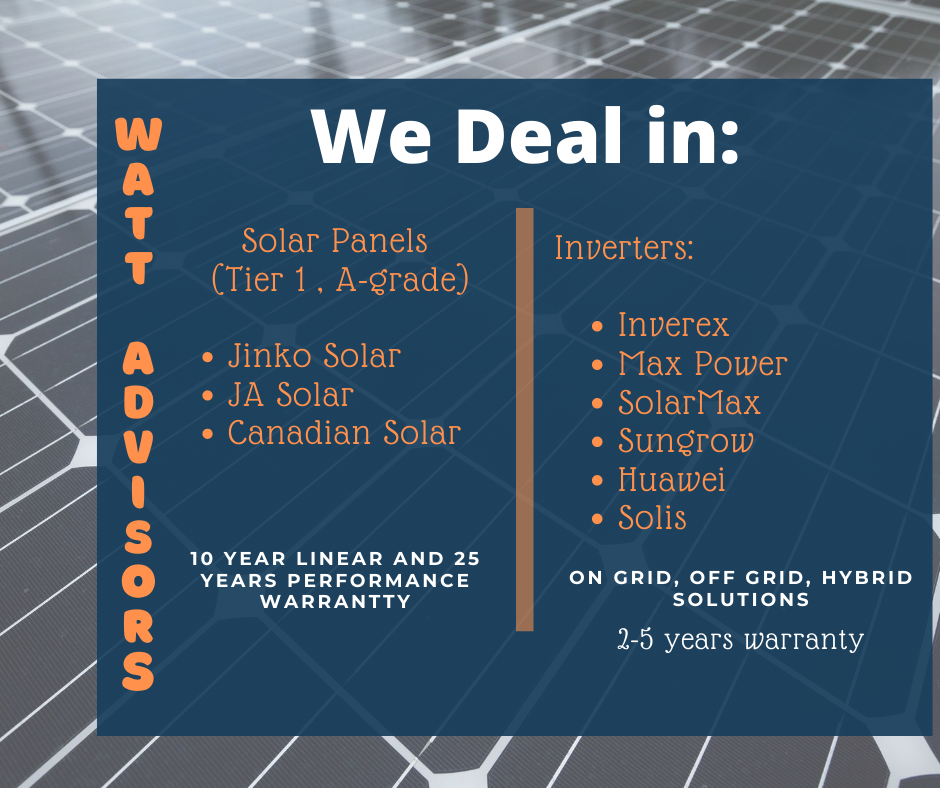 We Deal in:
WATT ADVISORS
Solar Panels
(Tier 1 , A-grade)
• Jinko Solar
• JA Solar
• Canadian Solar
10 YEAR LINEAR AND 25
YEARS PERFORMANCE
WARRANTTY
Inverters:
• Inverex
• Max Power
• SolarMax
• Sungrow
• Huawei
• Solis
ON GRID, OFF GRID, HYBRID
SOLUTIONS
2-5 years warranty